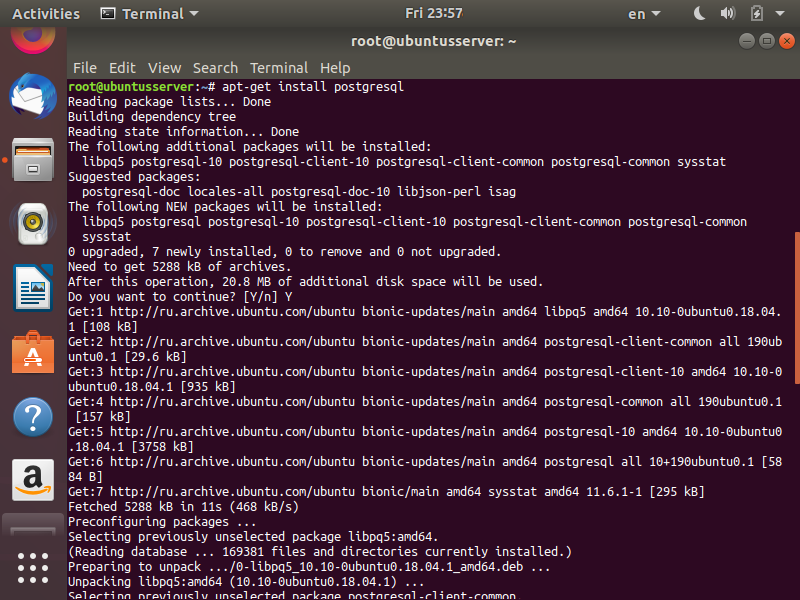 Activities Terminal Fri 23:57 en
root@ubuntusserver: ~
File Edit View Search Terminal Help
root@ubuntusserver:~# apt-get install postgresql
Reading package lists... Done
Building dependency tree
Reading state information... Done
The following additional packages will be installed:
  libpq5 postgresql-10 postgresql-client-10 postgresql-client-common postgresql-common sysstat
Suggested packages:
  postgresql-doc locales-all postgresql-doc-10 libjson-perl isag
The following NEW packages will be installed:
  libpq5 postgresql postgresql-10 postgresql-client-10 postgresql-client-common postgresql-common
  sysstat
0 upgraded, 7 newly installed, 0 to remove and 0 not upgraded.
Need to get 5288 kB of archives.
After this operation, 20.8 MB of additional disk space will be used.
Do you want to continue? [Y/n] Y
Get:1 http://ru.archive.ubuntu.com/ubuntu bionic-updates/main amd64 libpq5 amd64 10.10-0ubuntu0.18.04.
1 [108 kB]
Get:2 http://ru.archive.ubuntu.com/ubuntu bionic-updates/main amd64 postgresql-client-common all 190ub
untu0.1 [29.6 kB]
Get:3 http://ru.archive.ubuntu.com/ubuntu bionic-updates/main amd64 postgresql-client-10 amd64 10.10-0
ubuntu0.18.04.1 [935 kB]
Get:4 http://ru.archive.ubuntu.com/ubuntu bionic-updates/main amd64 postgresql-common all 190ubuntu0.1
 [157 kB]
Get:5 http://ru.archive.ubuntu.com/ubuntu bionic-updates/main amd64 postgresql-10 amd64 10.10-0ubuntu0
.18.04.1 [3758 kB]
Get:6 http://ru.archive.ubuntu.com/ubuntu bionic-updates/main amd64 postgresql all 10+190ubuntu0.1 [58
84 B]
Get:7 http://ru.archive.ubuntu.com/ubuntu bionic/main amd64 sysstat amd64 11.6.1-1 [295 kB]
Fetched 5288 kB in 11s (468 kB/s)
Preconfiguring packages ...
Selecting previously unselected package libpq5:amd64.
(Reading database ... 169381 files and directories currently installed.)
Preparing to unpack .../0-libpq5_10.10-0ubuntu0.18.04.1_amd64.deb ...
Unpacking libpq5:amd64 (10.10-0ubuntu0.18.04.1) ...
Selecting previously unselected package postgresql-client-common.